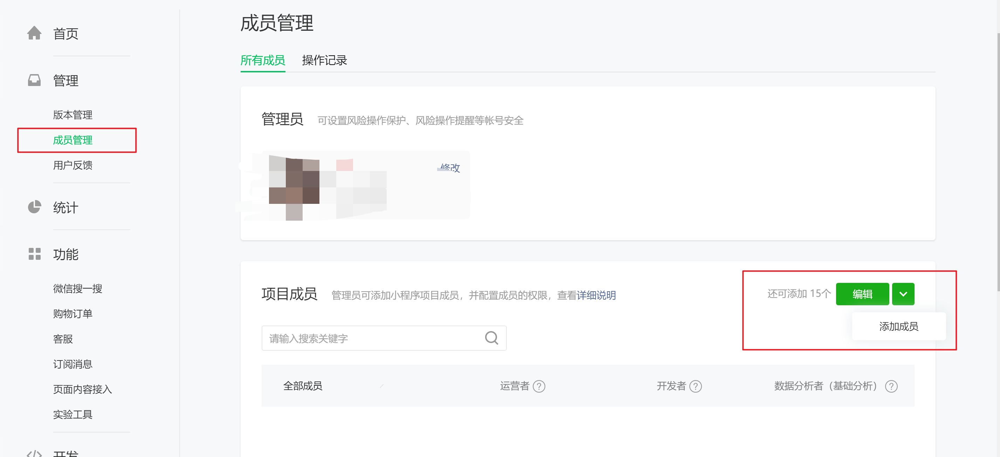 首页
管理
版本管理
成员管理
用户反馈
统计
功能
微信搜一搜
购物订单
客服
订阅消息
页面内容接入
实验工具
开发
成员管理
所有成员 操作记录
管理员 可设置风险操作保护、风险操作提醒等帐号安全
修改
项目成员 管理员可添加小程序项目成员，并配置成员的权限，查看详细说明
还可添加 15个 编辑
添加成员
请输入搜索关键字
全部成员 运营者 ? 开发者 ? 数据分析者（基础分析） ?